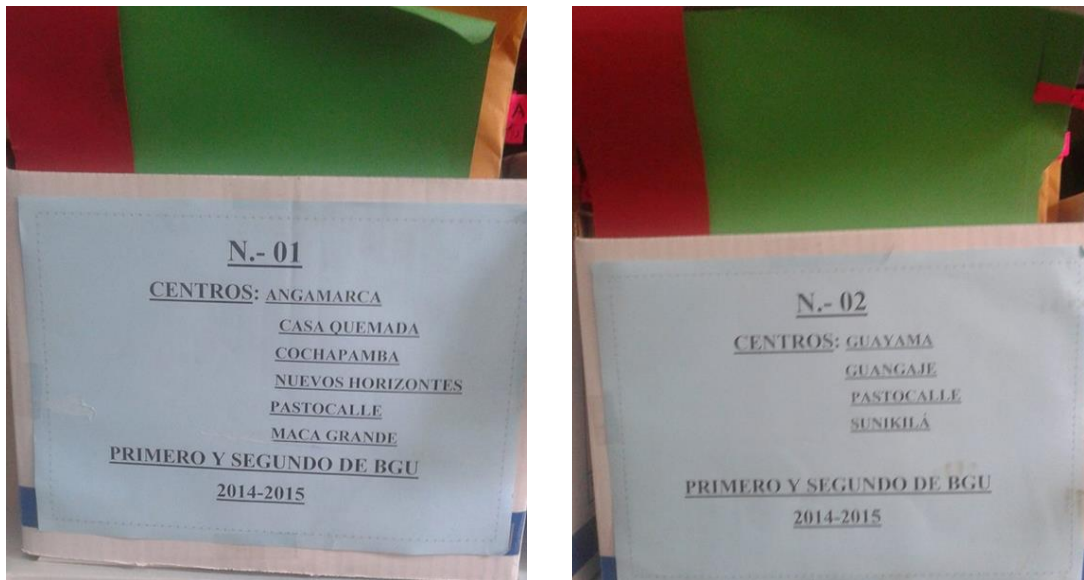 N.- 01
CENTROS: ANGAMARCA
CASA QUEMADA
COCHAPAMBA
NUEVOS HORIZONTES
PASTOCALLE
MACA GRANDE
PRIMERO Y SEGUNDO DE BGU
2014-2015
N.- 02
CENTROS: GUAYAMA
GUANGAJE
PASTOCALLE
SUNIKILÁ
PRIMERO Y SEGUNDO DE BGU
2014-2015